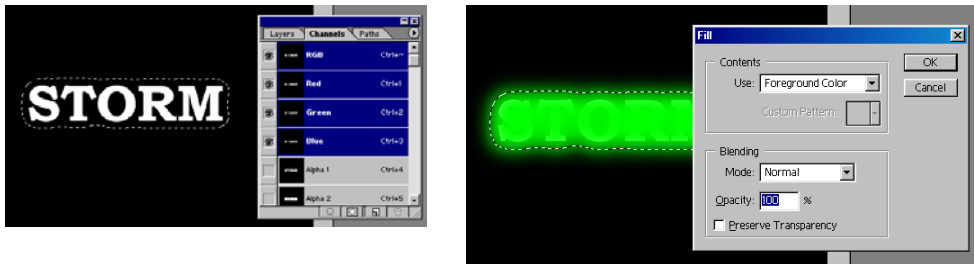 Layers Channels Paths
RGB Ctrl+~
Red Ctrl+1
Green Ctrl+2
Blue Ctrl+3
Alpha 1 Ctrl+4
Alpha 2 Ctrl+5
STORM
Fill
Contents
Use: Foreground Color
Custom Pattern:
Blending
Mode: Normal
Opacity: 100 %
Preserve Transparency
OK
Cancel
STORM